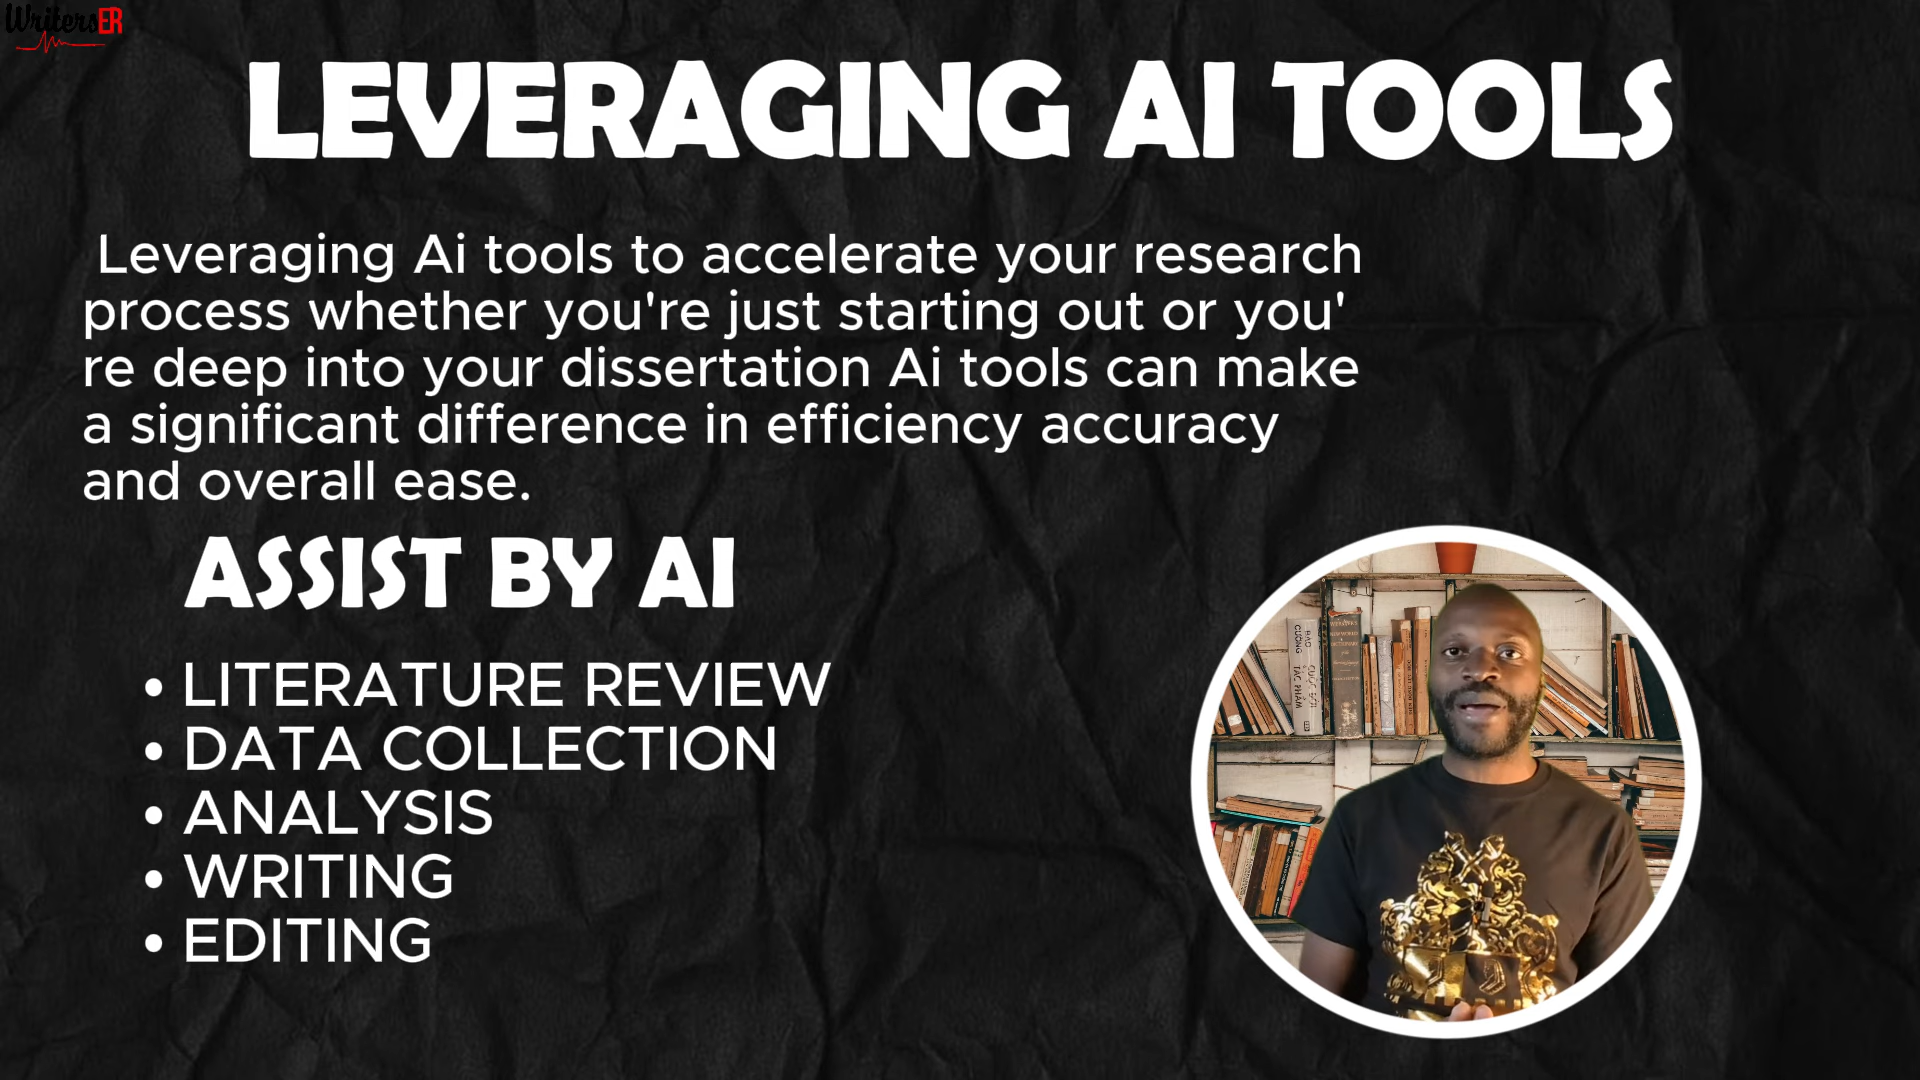 WritersER
LEVERAGING AI TOOLS
Leveraging Ai tools to accelerate your research
process whether you're just starting out or you'
re deep into your dissertation Ai tools can make
a significant difference in efficiency accuracy
and overall ease.
ASSIST BY AI
• LITERATURE REVIEW
• DATA COLLECTION
• ANALYSIS
• WRITING
• EDITING